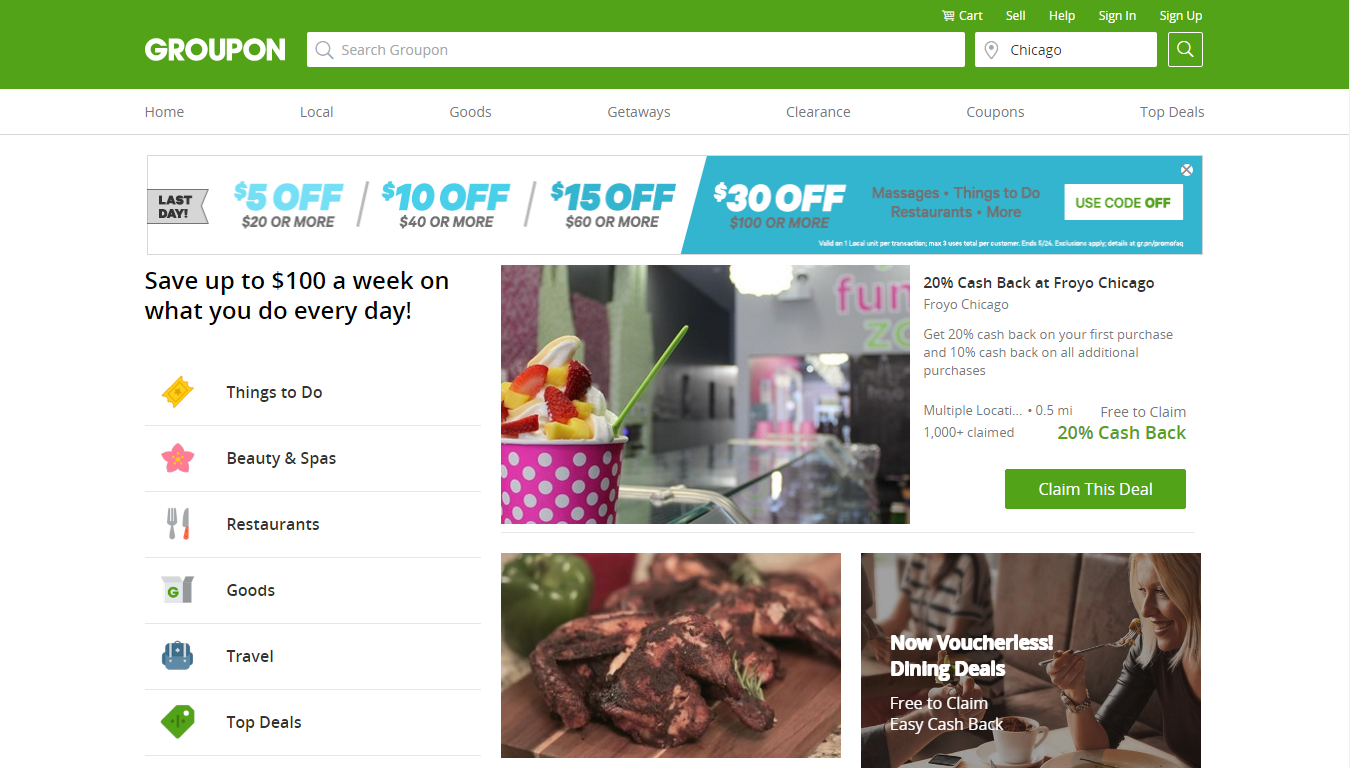 Cart Sell Help Sign In Sign Up
GROUPON
Search Groupon
Chicago
Home Local Goods Getaways Clearance Coupons Top Deals
LAST
DAY!
$5 OFF
$20 OR MORE
$10 OFF
$40 OR MORE
$15 OFF
$60 OR MORE
$30 OFF
$100 OR MORE
Massages • Things to Do
Restaurants • More
USE CODE OFF
Valid on 1 Local unit per transaction; max 3 uses total per customer. Ends 5/24. Exclusions apply; details at gr.pn/promofaq
Save up to $100 a week on
what you do every day!
Things to Do
Beauty & Spas
Restaurants
G
Goods
Travel
Top Deals
fun
ZO
20% Cash Back at Froyo Chicago
Froyo Chicago
Get 20% cash back on your first purchase
and 10% cash back on all additional
purchases
Multiple Locati... • 0.5 mi
Free to Claim
1,000+ claimed
20% Cash Back
Claim This Deal
Now Voucherless!
Dining Deals
Free to Claim
Easy Cash Back